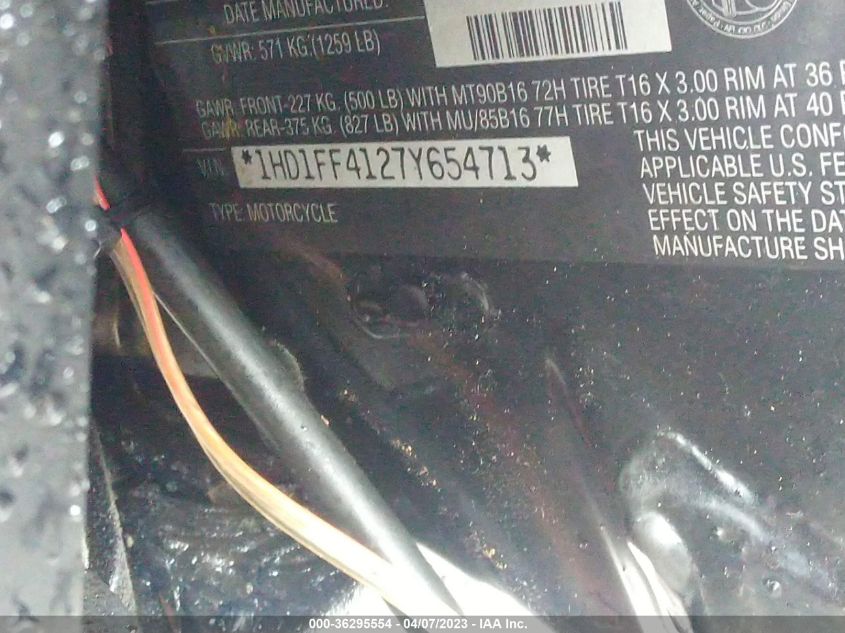 DATE MANUFACTURED:
GVWR: 571 KG.(1259 LB)
GAWR: FRONT-227 KG. (500 LB) WITH MT90B16 72H TIRE T16 X 3.00 RIM AT 36
GAWR: REAR-375 KG. (827 LB) WITH MU/85B16 77H TIRE T16 X 3.00 RIM AT 40
V.I.N. *1HD1FF4127Y654713*
TYPE: MOTORCYCLE
THIS VEHICLE CONF
APPLICABLE U.S. FE
VEHICLE SAFETY ST
EFFECT ON THE DAT
MANUFACTURE SH
000-36295554 - 04/07/2023 - IAA Inc.